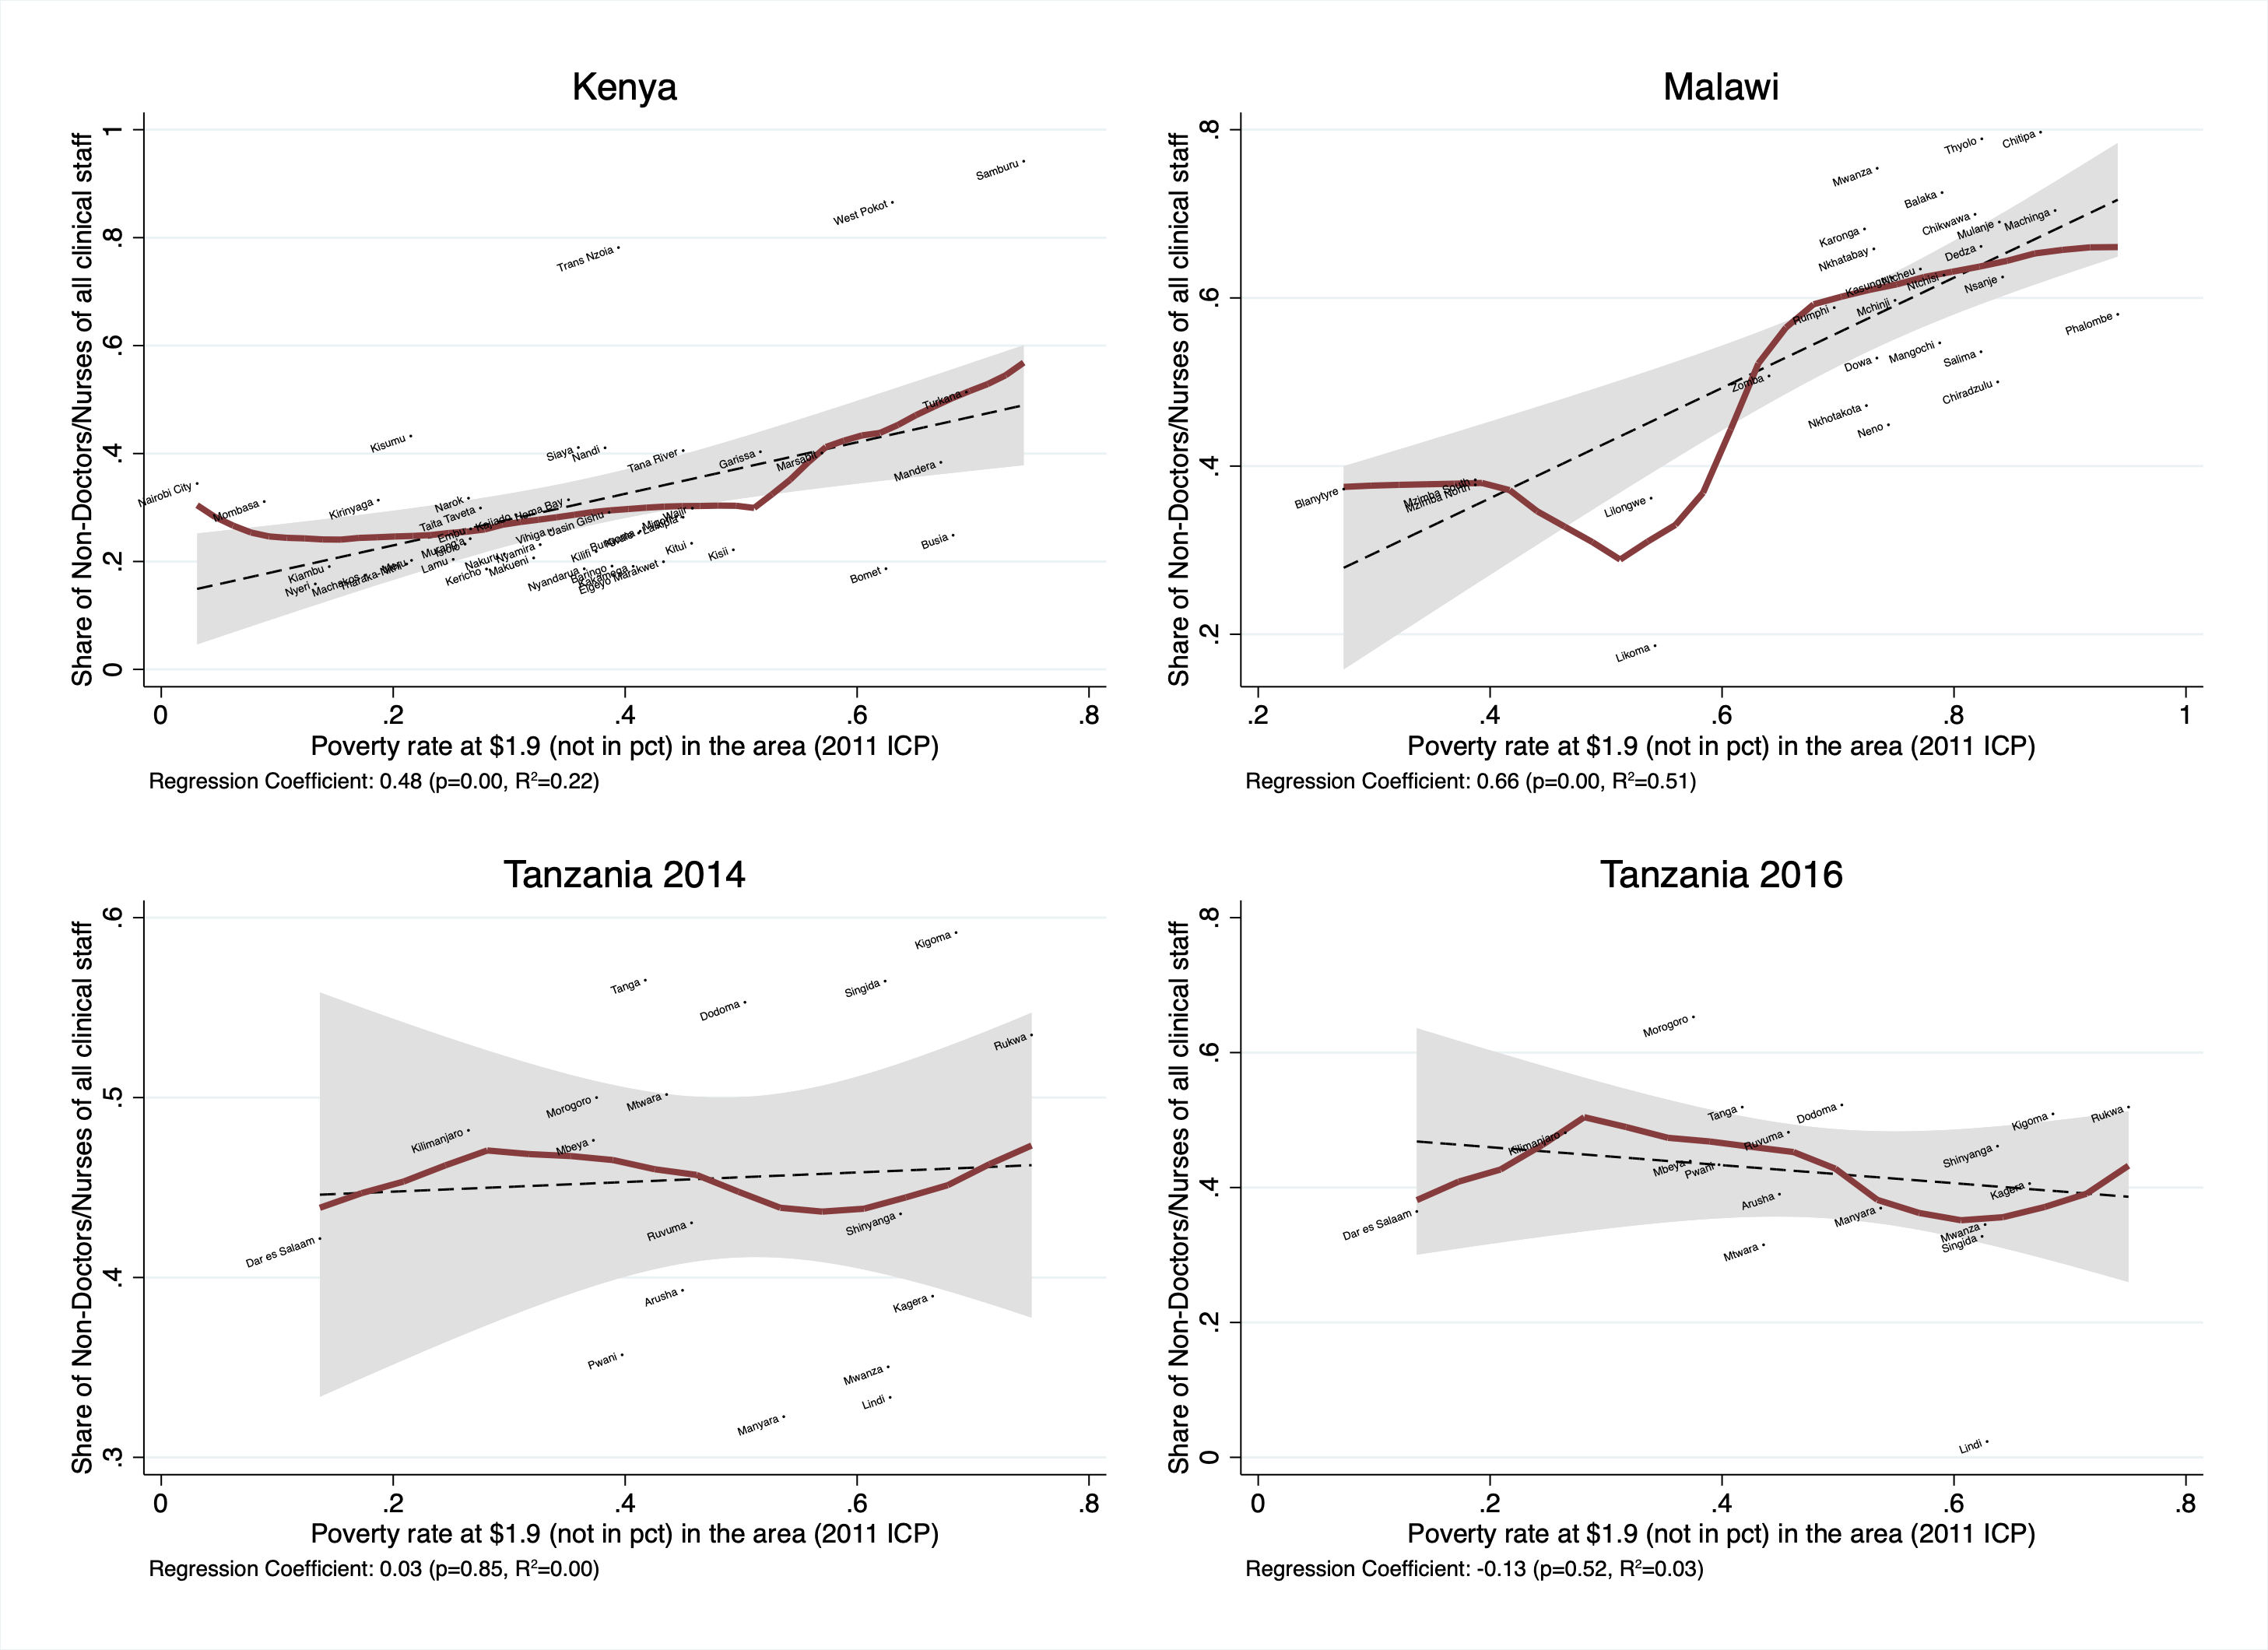 Kenya
Share of Non-Doctors/Nurses of all clinical staff
1
.8
.6
.4
.2
0
Samburu
West Pokot
Trans Nzoia
Kisumu
Siaya
Nandi
Tana River
Garissa
Marsabit
Turkana
Mandera
Nairobi City
Mombasa
Kirinyaga
Narok
Taita Taveta
Embu
Kajiado
Homa Bay
Vihiga
Uasin Gishu
Murang'a
Isiolo
Lamu
Nakuru
Nyamira
Kericho
Makueni
Kilifi
Bungoma
Kwale
Migori
Laikipia
Wajir
Kitui
Kisii
Busia
Bomet
Kiambu
Nyeri
Machakos
Tharaka-Nithi
Meru
Nyandarua
Baringo
Kakamega
Elgeyo Marakwet
0 .2 .4 .6 .8
Poverty rate at $1.9 (not in pct) in the area (2011 ICP)
Regression Coefficient: 0.48 (p=0.00, R²=0.22)
Malawi
Share of Non-Doctors/Nurses of all clinical staff
.8
.6
.4
.2
Thyolo
Chitipa
Mwanza
Balaka
Chikwawa
Mulanje
Machinga
Karonga
Nkhatabay
Dedza
Kasungu
Ntcheu
Ntchisi
Nsanje
Rumphi
Mchinji
Phalombe
Dowa
Mangochi
Salima
Zomba
Chiradzulu
Nkhotakota
Neno
Blanytyre
Mzimba South
Mzimba North
Lilongwe
Likoma
.2 .4 .6 .8 1
Poverty rate at $1.9 (not in pct) in the area (2011 ICP)
Regression Coefficient: 0.66 (p=0.00, R²=0.51)
Tanzania 2014
Share of Non-Doctors/Nurses of all clinical staff
.6
.5
.4
.3
Kigoma
Tanga
Singida
Dodoma
Rukwa
Morogoro
Mtwara
Kilimanjaro
Mbeya
Dar es Salaam
Ruvuma
Shinyanga
Arusha
Kagera
Pwani
Mwanza
Lindi
Manyara
0 .2 .4 .6 .8
Poverty rate at $1.9 (not in pct) in the area (2011 ICP)
Regression Coefficient: 0.03 (p=0.85, R²=0.00)
Tanzania 2016
Share of Non-Doctors/Nurses of all clinical staff
.8
.6
.4
.2
0
Morogoro
Tanga
Dodoma
Kigoma
Rukwa
Kilimanjaro
Ruvuma
Mbeya
Pwani
Shinyanga
Kagera
Arusha
Dar es Salaam
Manyara
Mwanza
Singida
Mtwara
Lindi
0 .2 .4 .6 .8
Poverty rate at $1.9 (not in pct) in the area (2011 ICP)
Regression Coefficient: -0.13 (p=0.52, R²=0.03)